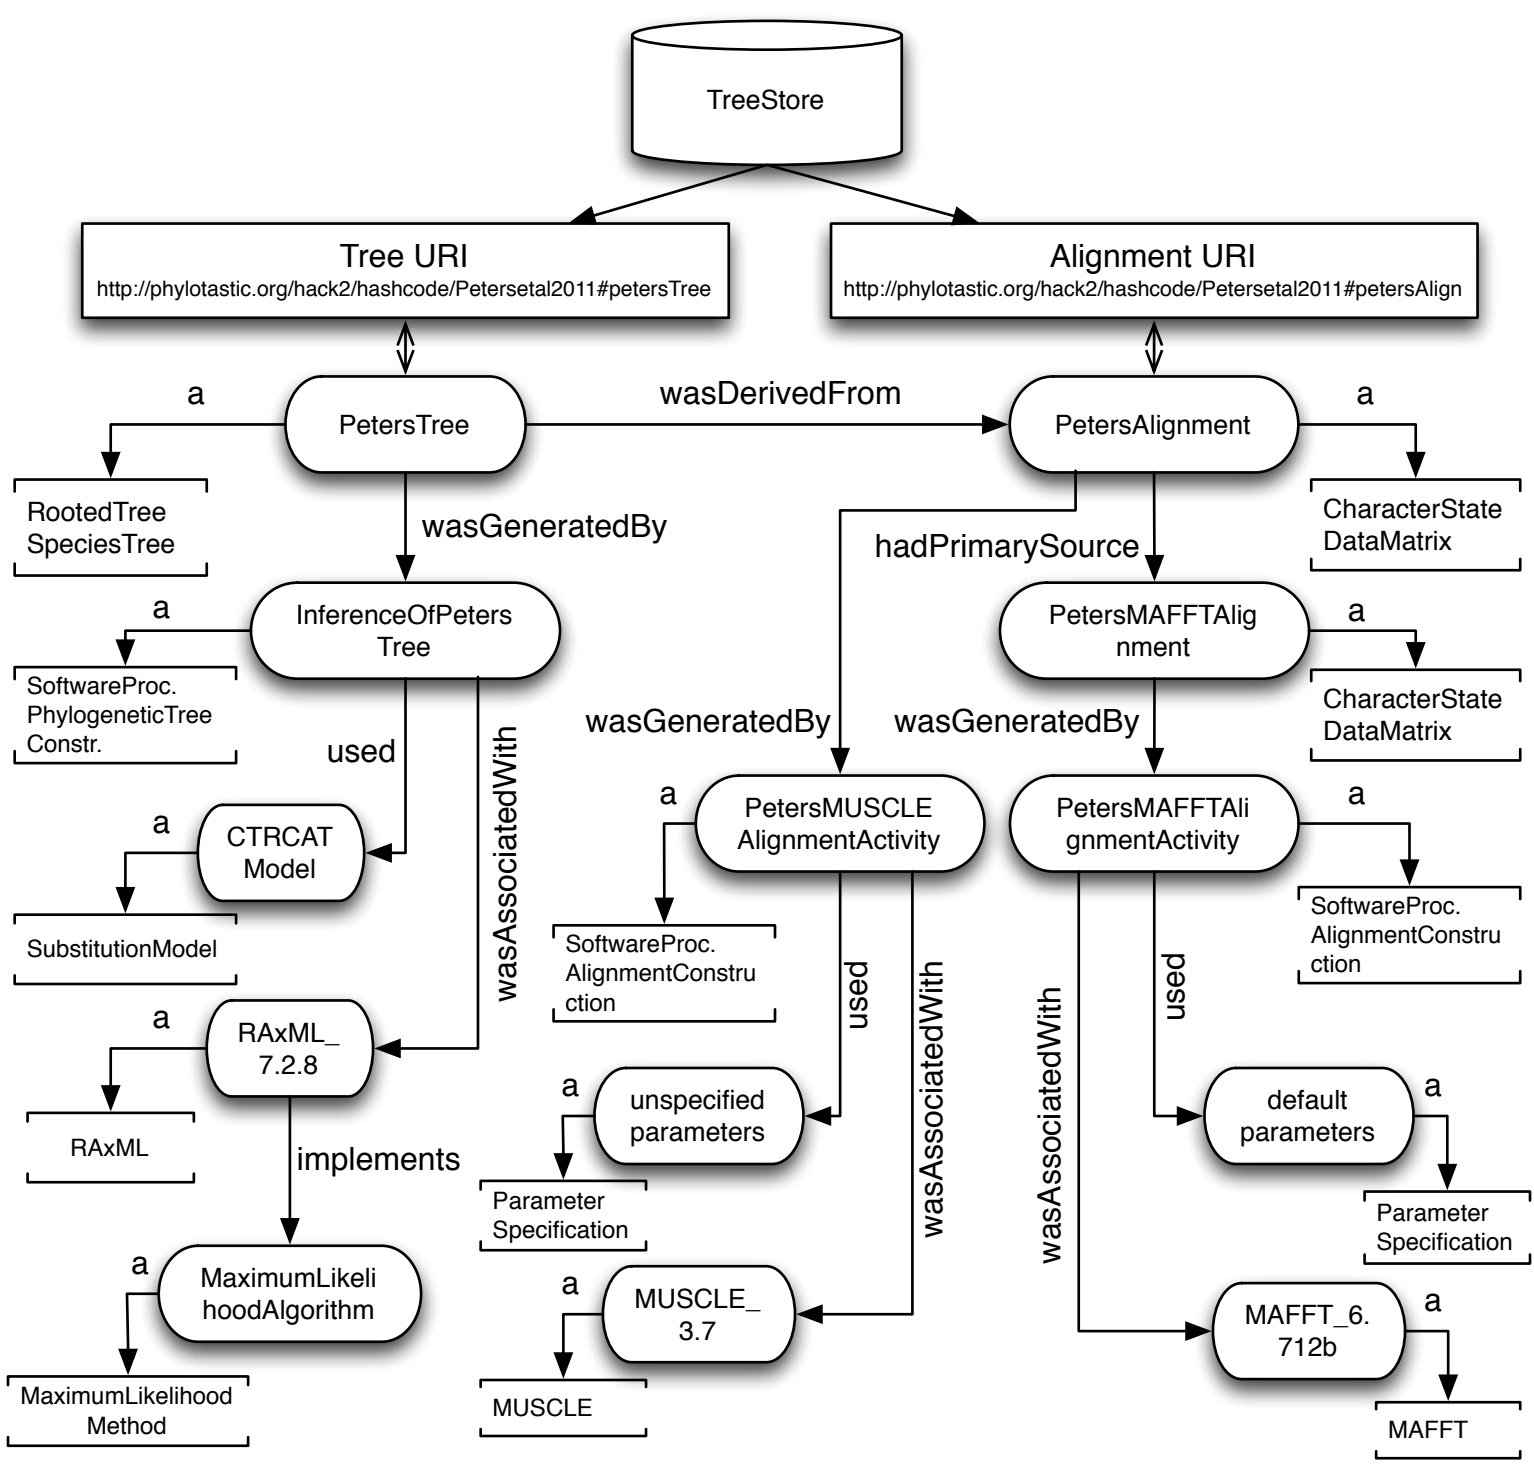 TreeStore
Tree URI
http://phylotastic.org/hack2/hashcode/Petersetal2011#petersTree
Alignment URI
http://phylotastic.org/hack2/hashcode/Petersetal2011#petersAlign
a
PetersTree
wasDerivedFrom
PetersAlignment
a
RootedTree
SpeciesTree
wasGeneratedBy
hadPrimarySource
CharacterState
DataMatrix
a
InferenceOfPeters
Tree
PetersMAFFTAlig
nment
a
SoftwareProc.
PhylogeneticTree
Constr.
CharacterState
DataMatrix
used
wasAssociatedWith
wasGeneratedBy
wasGeneratedBy
a
CTRCAT
Model
a
PetersMUSCLE
AlignmentActivity
PetersMAFFTAli
gnmentActivity
a
SubstitutionModel
SoftwareProc.
AlignmentConstru
ction
SoftwareProc.
AlignmentConstru
ction
used
wasAssociatedWith
wasAssociatedWith
used
a
RAxML_
7.2.8
RAxML
implements
a
unspecified
parameters
default
parameters
a
Parameter
Specification
Parameter
Specification
a
MaximumLikeli
hoodAlgorithm
a
MUSCLE_
3.7
MAFFT_6.
712b
a
MaximumLikelihood
Method
MUSCLE
MAFFT